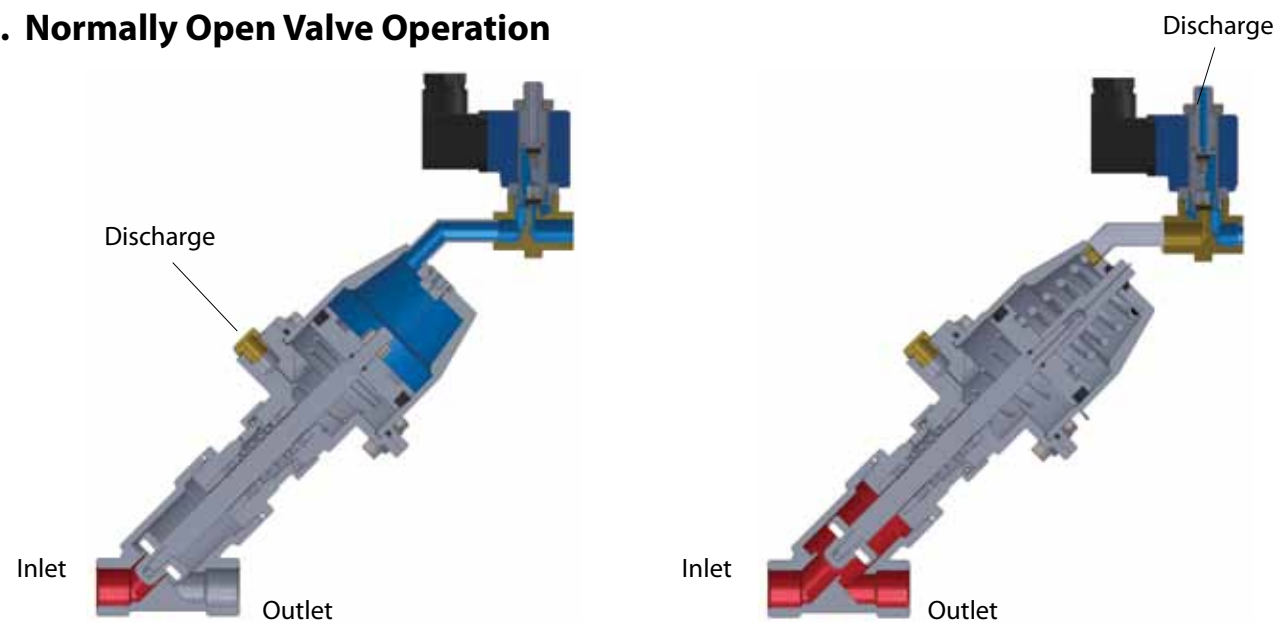 . Normally Open Valve Operation
Discharge
Discharge
Inlet
Outlet
Inlet
Outlet